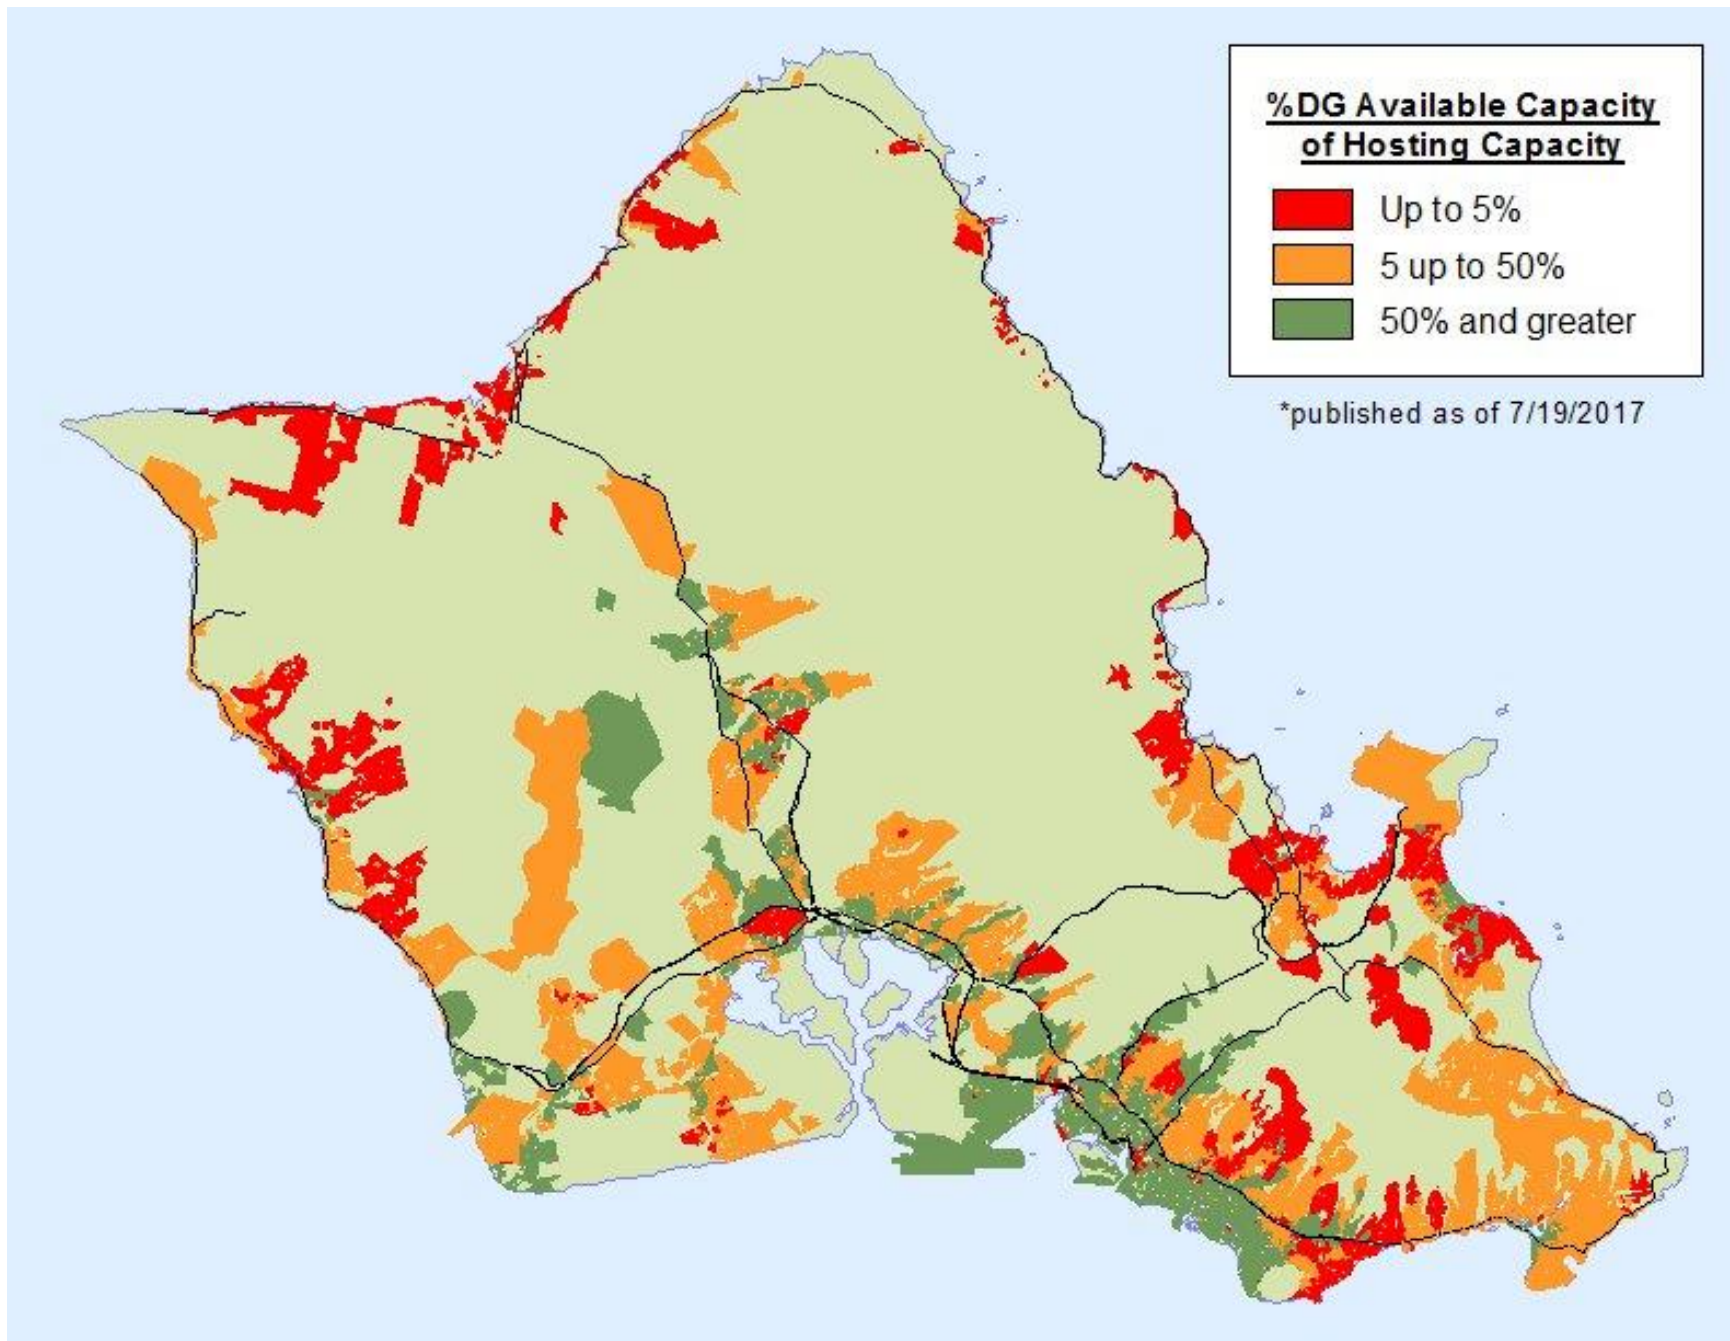 %DG Available Capacity
of Hosting Capacity
Up to 5%
5 up to 50%
50% and greater
*published as of 7/19/2017